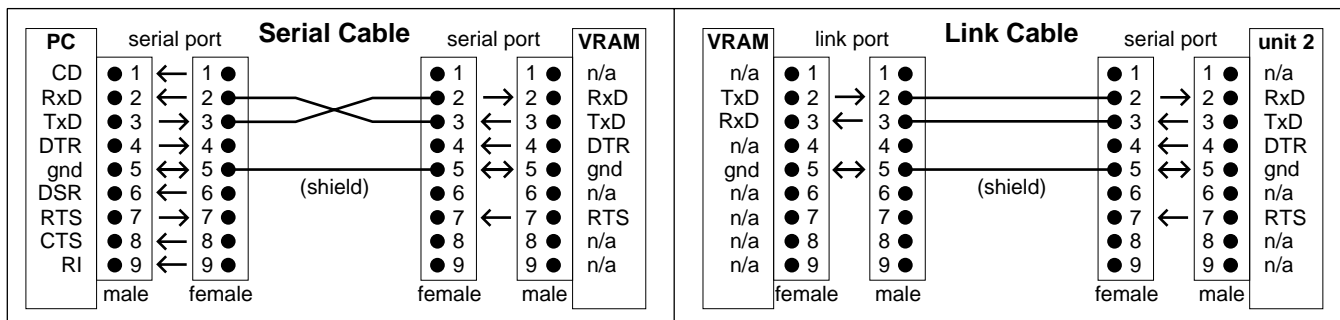 PC serial port Serial Cable serial port VRAM
CD 1 1 1 1 n/a
RxD 2 2 2 2 RxD
TxD 3 3 3 3 TxD
DTR 4 4 4 4 DTR
gnd 5 5 5 5 gnd
(shield)
DSR 6 6 6 6 n/a
RTS 7 7 7 7 RTS
CTS 8 8 8 8 n/a
RI 9 9 9 9 n/a
male female female male
VRAM link port Link Cable serial port unit 2
n/a 1 1 1 1 n/a
TxD 2 2 2 2 RxD
RxD 3 3 3 3 TxD
n/a 4 4 4 4 DTR
gnd 5 5 5 5 gnd
(shield)
n/a 6 6 6 6 n/a
n/a 7 7 7 7 RTS
n/a 8 8 8 8 n/a
n/a 9 9 9 9 n/a
female male female male